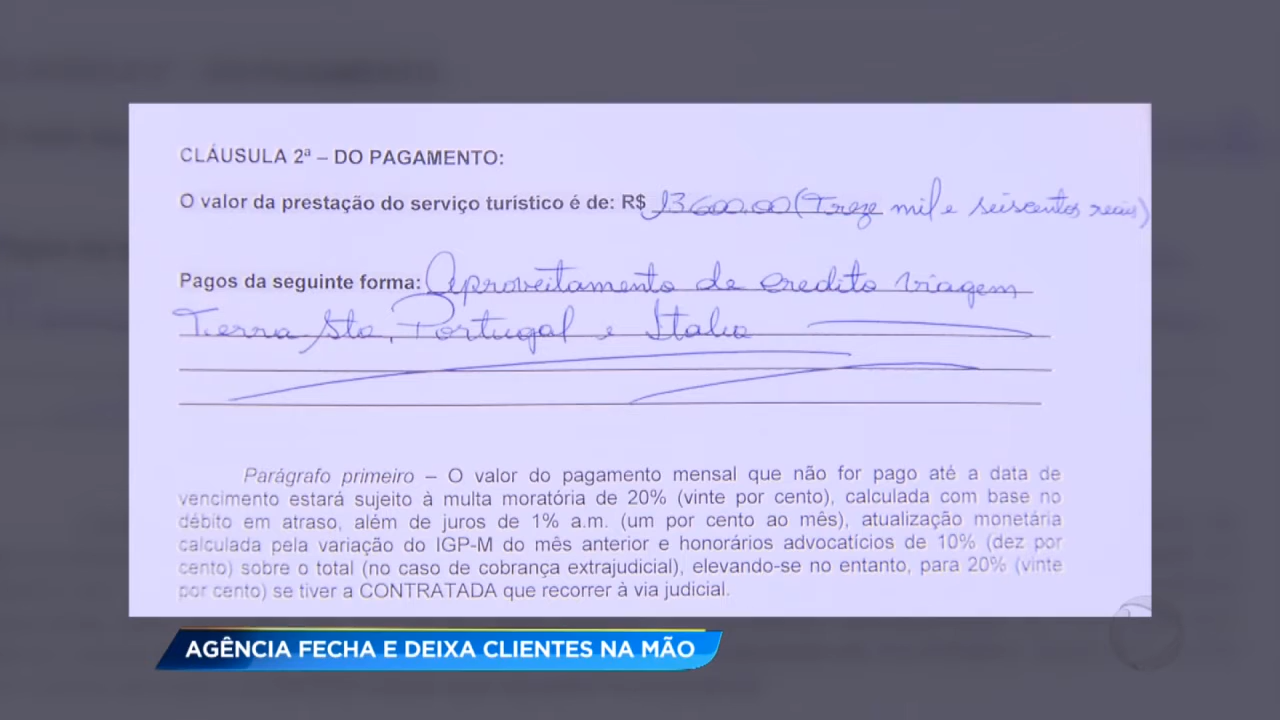 CLÁUSULA 2ª – DO PAGAMENTO:
O valor da prestação do serviço turístico é de: R$ 13.600,00 (Treze mil e seiscentos reais)
Pagos da seguinte forma: Aproveitamento de credito viagem
Terra Sta, Portugal e Italia
Parágrafo primeiro – O valor do pagamento mensal que não for pago até a data de
vencimento estará sujeito à multa moratória de 20% (vinte por cento), calculada com base no
débito em atraso, além de juros de 1% a.m. (um por cento ao mês), atualização monetária
calculada pela variação do IGP-M do mês anterior e honorários advocatícios de 10% (dez por
cento) sobre o total (no caso de cobrança extrajudicial), elevando-se no entanto, para 20% (vinte
por cento) se tiver a CONTRATADA que recorrer à via judicial.
AGÊNCIA FECHA E DEIXA CLIENTES NA MÃO